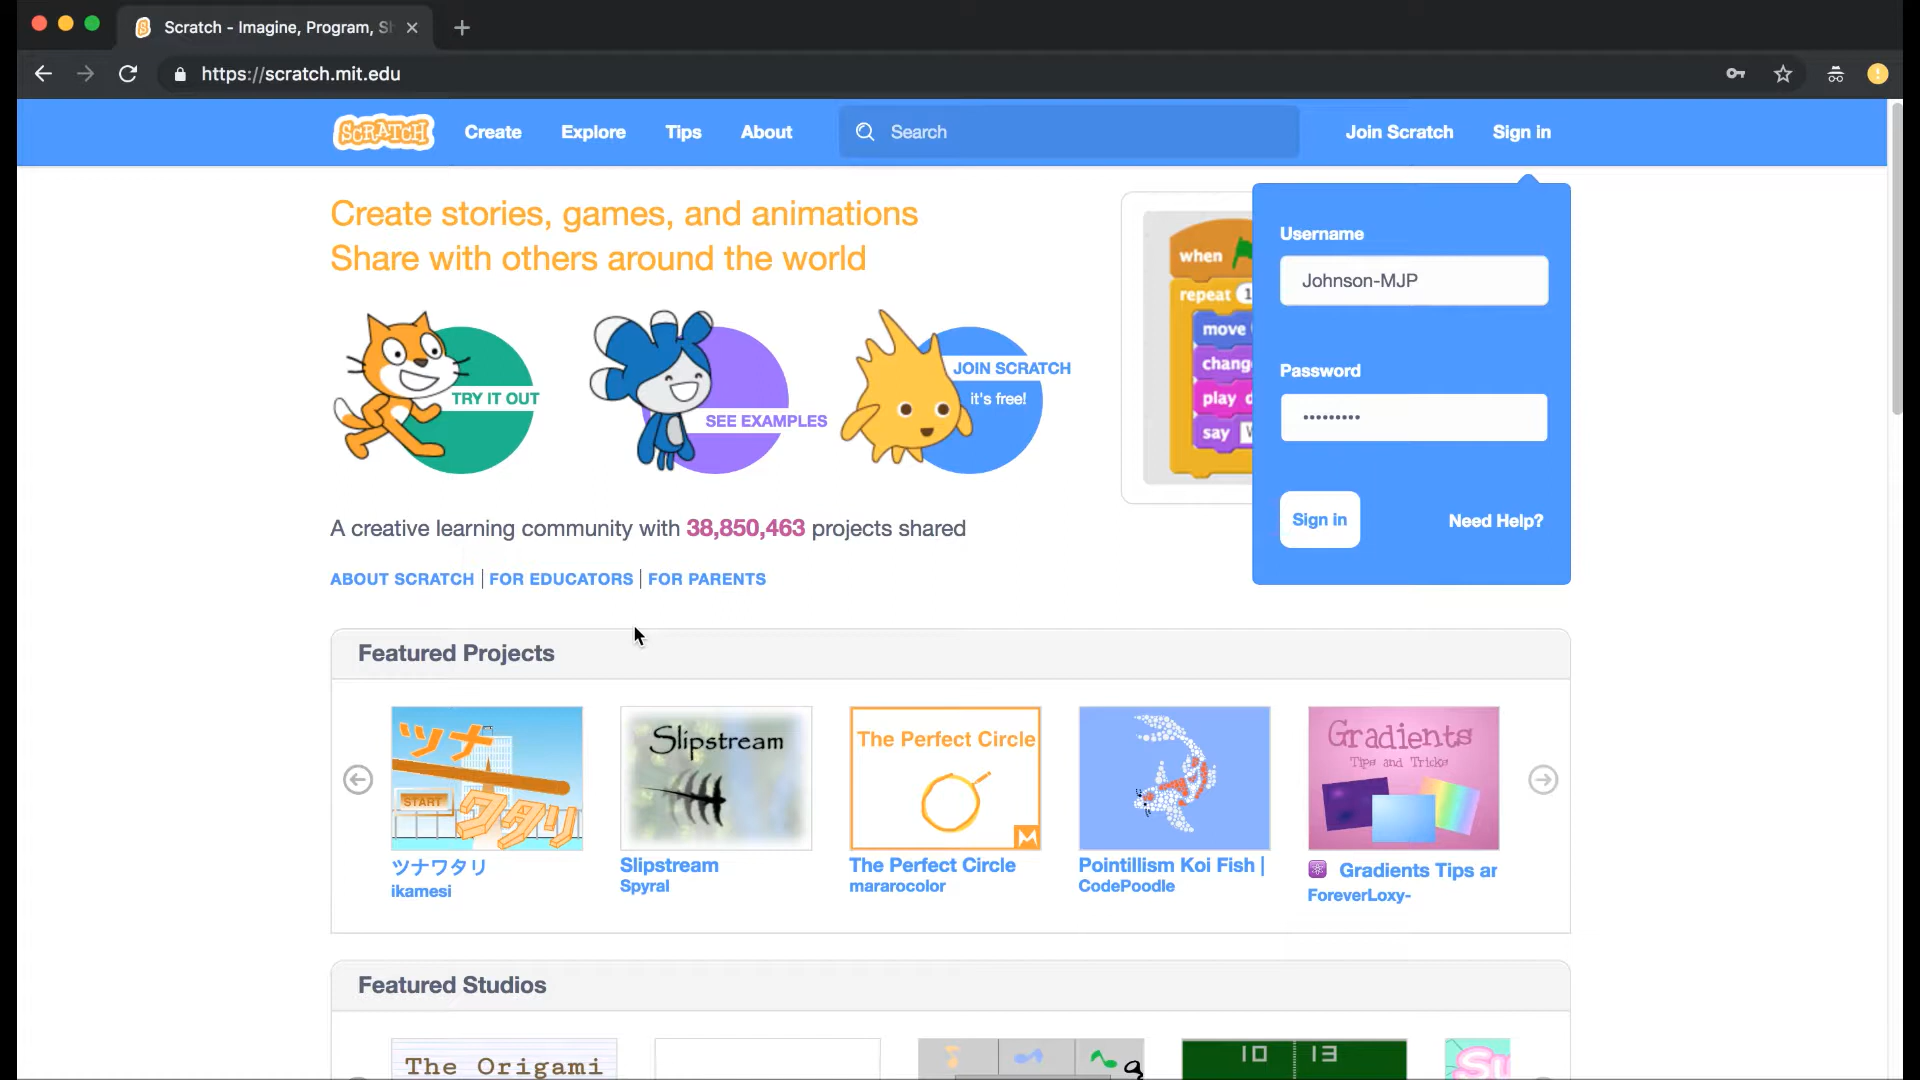 Scratch - Imagine, Program, Sh
https://scratch.mit.edu
SCRATCH
Create
Explore
Tips
About
Search
Join Scratch
Sign in
Create stories, games, and animations
Share with others around the world
TRY IT OUT
SEE EXAMPLES
JOIN SCRATCH
it's free!
when
repeat 1
move
change
play d
say
Username
Johnson-MJP
Password
•••••••••
Sign in
Need Help?
A creative learning community with 38,850,463 projects shared
ABOUT SCRATCH | FOR EDUCATORS | FOR PARENTS
Featured Projects
ツナ
ワタリ
START
Slipstream
The Perfect Circle
Gradients
Tips and Tricks
ツナワタリ
ikamesi
Slipstream
Spyral
The Perfect Circle
mararocolor
Pointillism Koi Fish |
CodePoodle
Gradients Tips ar
ForeverLoxy-
Featured Studios
The Origami
10 13
Su